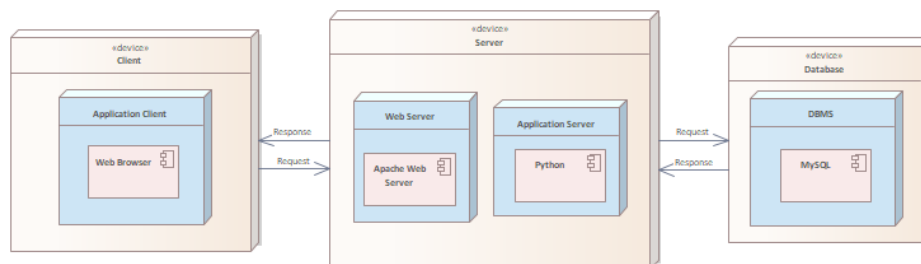 «device»
Client
Application Client
Web Browser
Response
Request
«device»
Server
Web Server
Apache Web
Server
Application Server
Python
Request
Response
«device»
Database
DBMS
MySQL